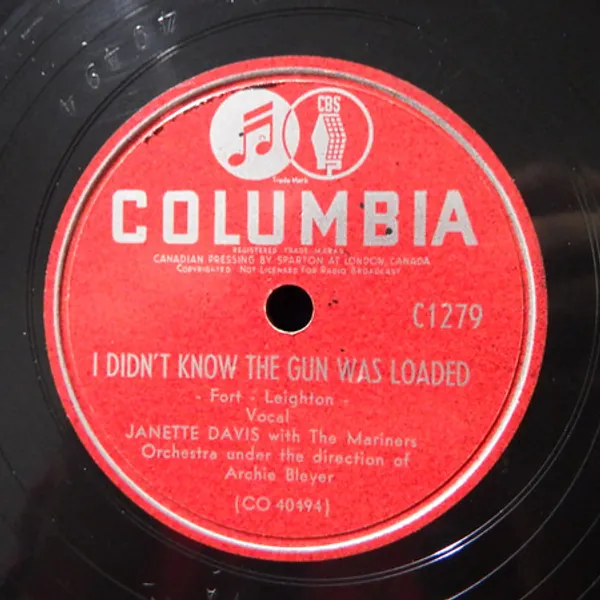 40494
CBS
Trade Mark
COLUMBIA
REGISTERED TRADE MARKS
CANADIAN PRESSING BY SPARTON AT LONDON, CANADA
COPYRIGHTED NOT LICENSED FOR RADIO BROADCAST
C1279
I DIDN'T KNOW THE GUN WAS LOADED
- Fort - Leighton -
Vocal
JANETTE DAVIS with The Mariners
Orchestra under the direction of
Archie Bleyer
(CO 40494)